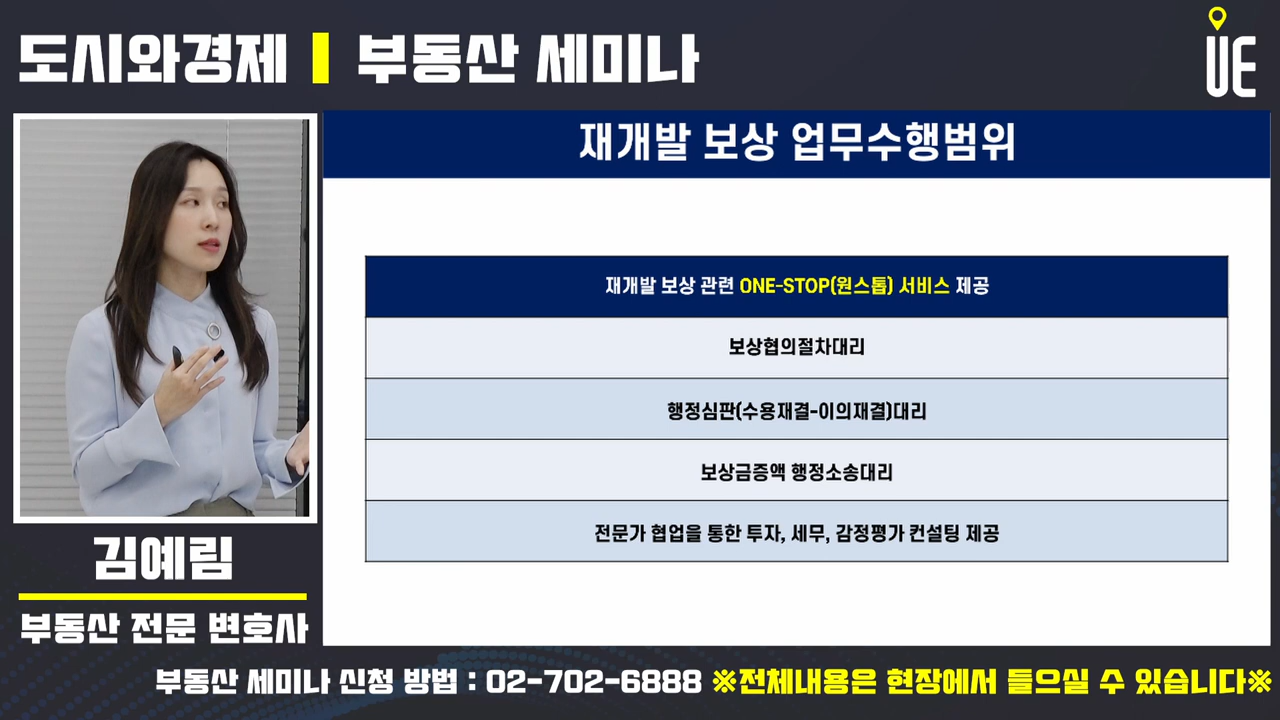 도시와경제 부동산 세미나
UE
재개발 보상 업무수행범위
재개발 보상 관련 ONE-STOP(원스톱) 서비스 제공
보상협의절차대리
행정심판(수용재결-이의재결)대리
보상금증액 행정소송대리
전문가 협업을 통한 투자, 세무, 감정평가 컨설팅 제공
김예림
부동산 전문 변호사
부동산 세미나 신청 방법 : 02-702-6888 ※전체내용은 현장에서 들으실 수 있습니다※